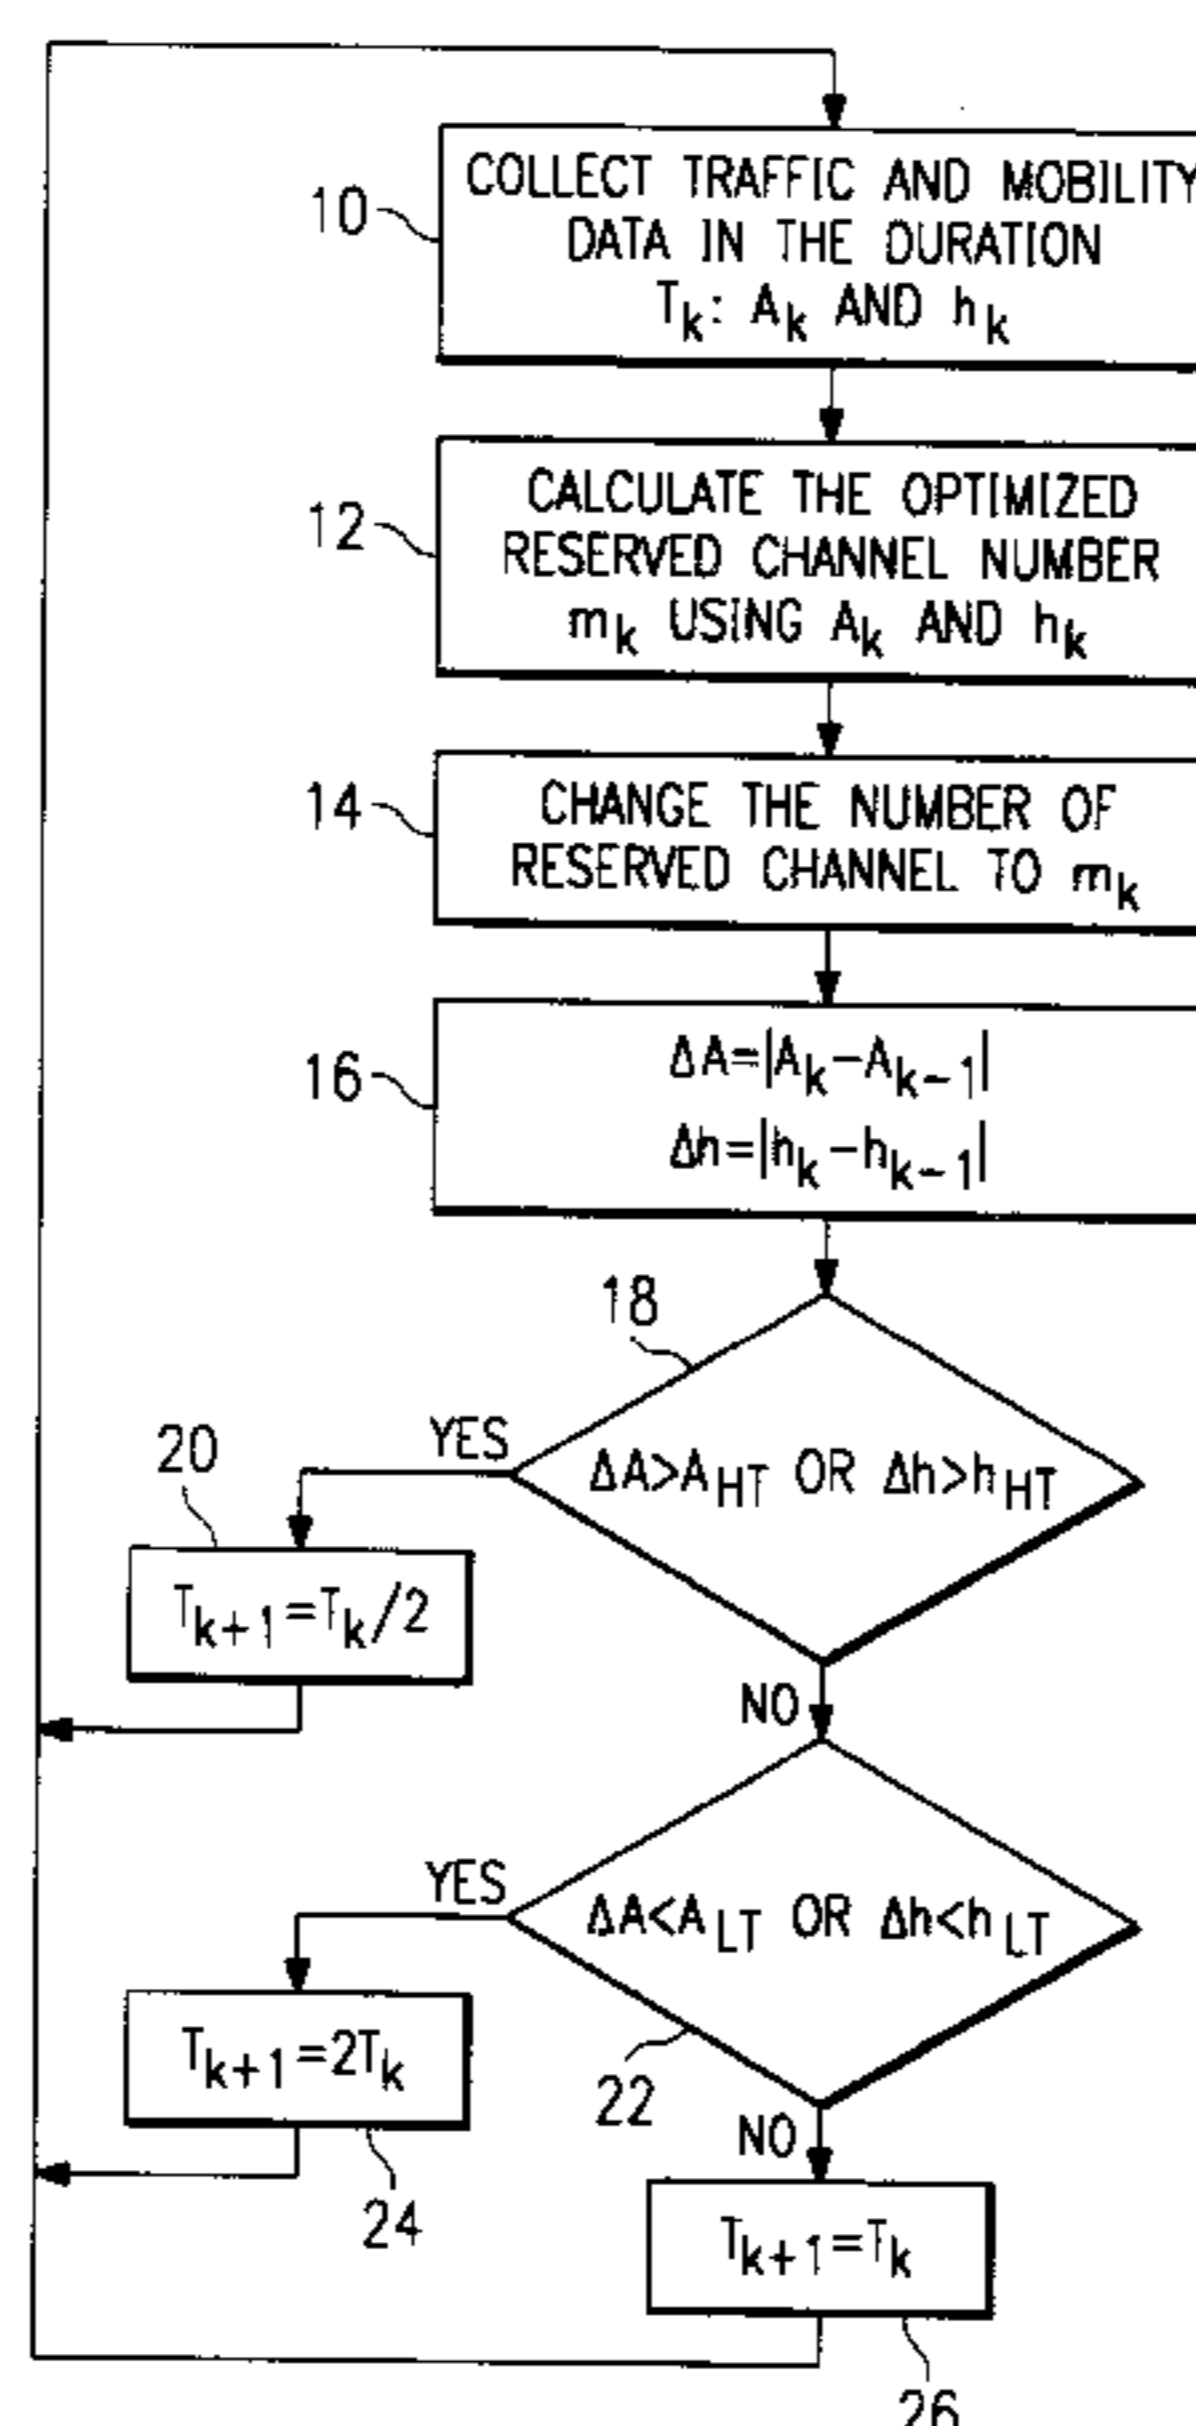 10
COLLECT TRAFFIC AND MOBILITY
DATA IN THE DURATION
Tk: Ak AND hk
12
CALCULATE THE OPTIMIZED
RESERVED CHANNEL NUMBER
mk USING Ak AND hk
14
CHANGE THE NUMBER OF
RESERVED CHANNEL TO mk
16
ΔA=|Ak-Ak-1|
Δh=|hk-hk-1|
18
YES
ΔA>AHT OR Δh>hHT
20
Tk+1=Tk/2
NO
YES
ΔA<ALT OR Δh<hLT
22
Tk+1=2Tk
24
NO
Tk+1=Tk
26